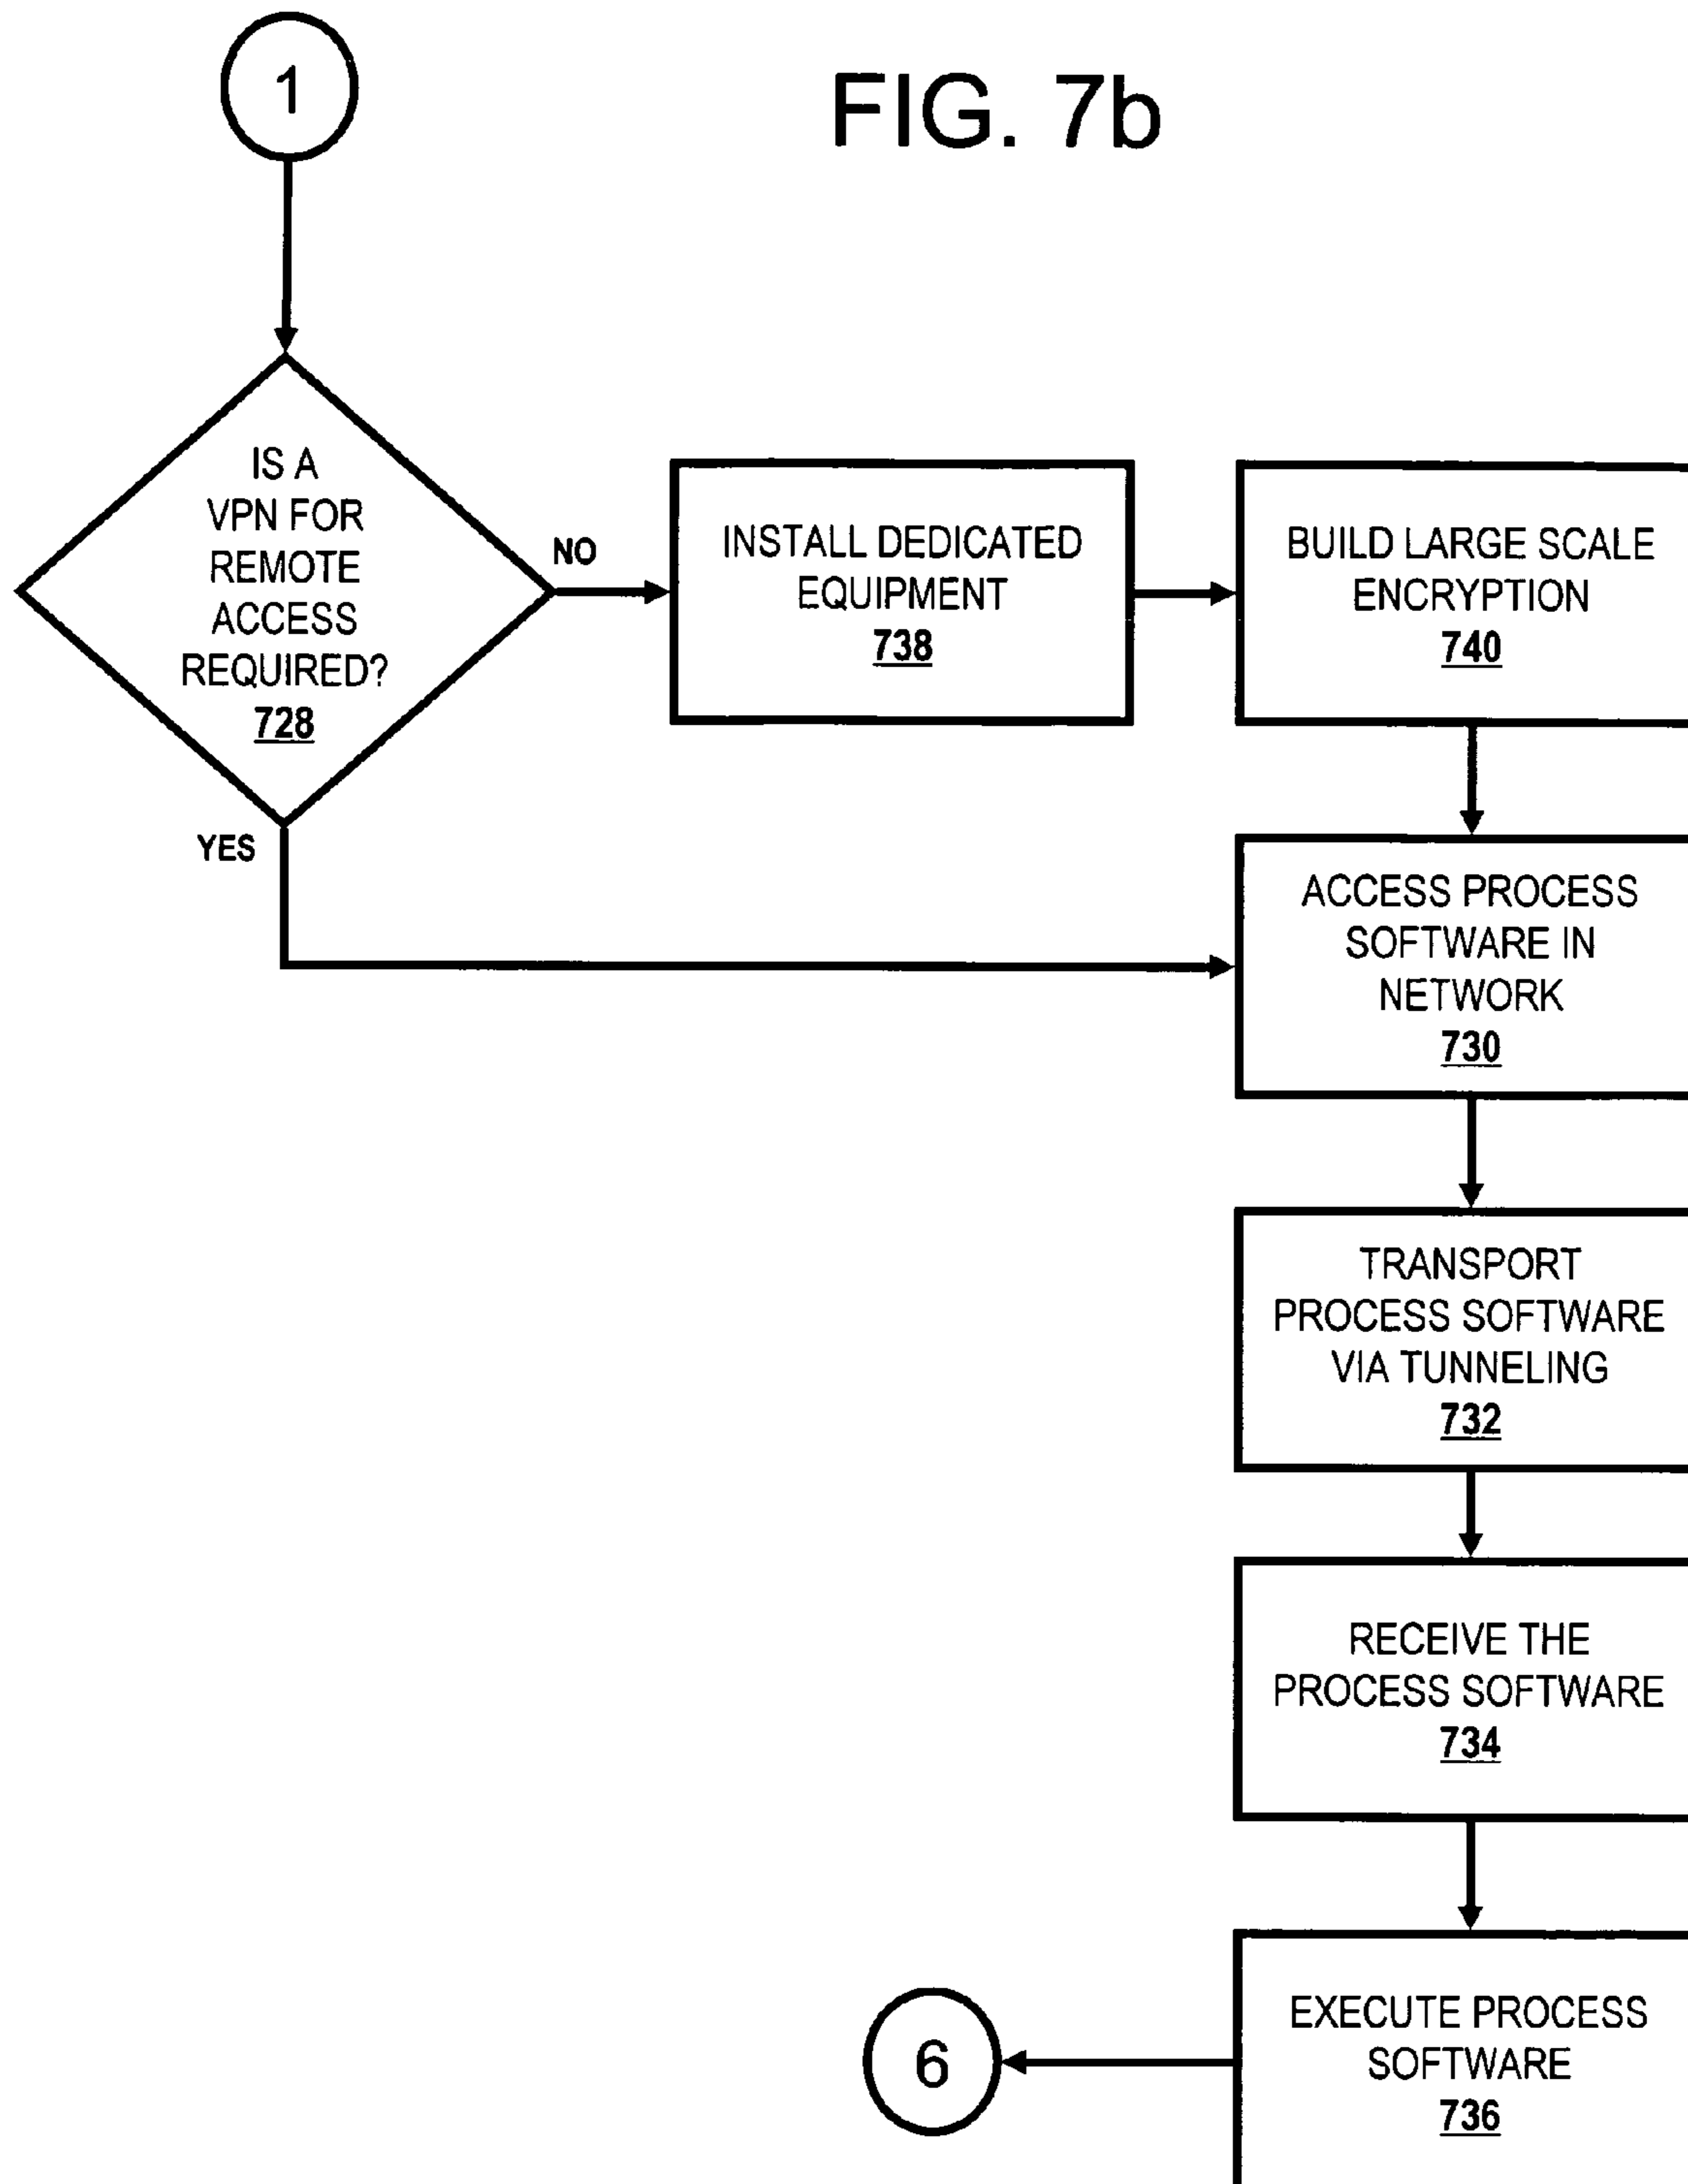 1
FIG. 7b
IS A
VPN FOR
REMOTE
ACCESS
REQUIRED?
728
NO
INSTALL DEDICATED
EQUIPMENT
738
BUILD LARGE SCALE
ENCRYPTION
740
YES
ACCESS PROCESS
SOFTWARE IN
NETWORK
730
TRANSPORT
PROCESS SOFTWARE
VIA TUNNELING
732
RECEIVE THE
PROCESS SOFTWARE
734
EXECUTE PROCESS
SOFTWARE
736
6